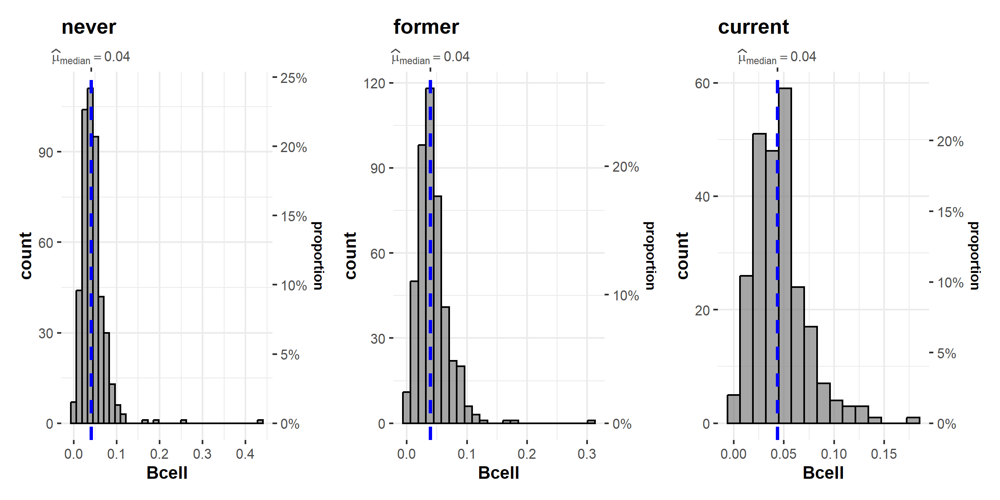 never
μ̂median = 0.04
25%
20%
15%
10%
5%
0%
90
60
30
0
count
proportion
0.0 0.1 0.2 0.3 0.4
Bcell
former
μ̂median = 0.04
120
90
60
30
0
20%
10%
0%
count
proportion
0.0 0.1 0.2 0.3
Bcell
current
μ̂median = 0.04
60
40
20
0
20%
15%
10%
5%
0%
count
proportion
0.00 0.05 0.10 0.15
Bcell